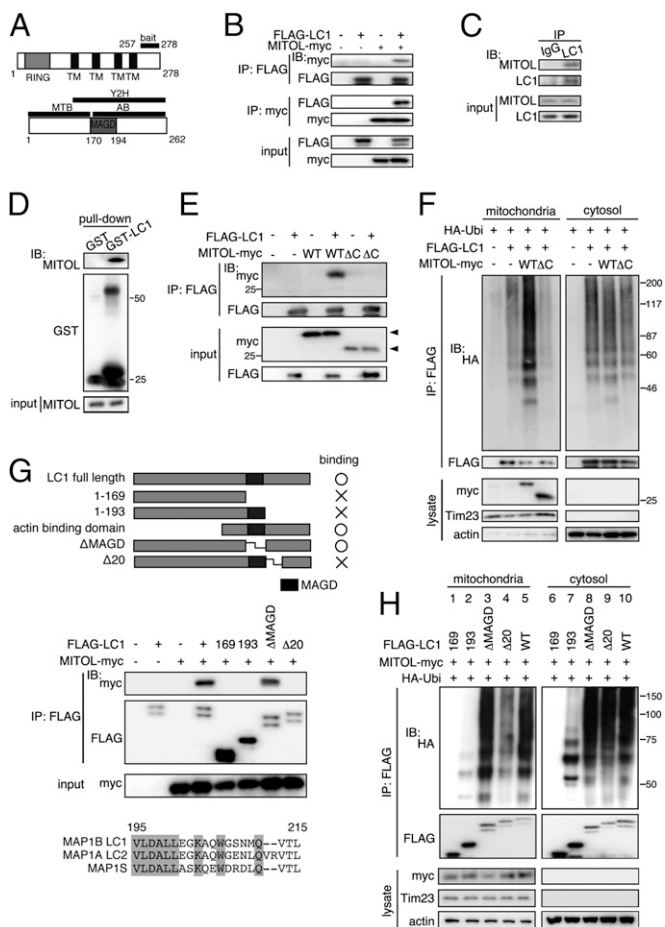 A
bait
257 278
1 RING TM TM TMTM 278
Y2H
MTB AB
MAGD
1 170 194 262
B
FLAG-LC1 - + - +
MITOL-myc - - + +
IB:
IP: FLAG myc
FLAG
IP: myc FLAG
myc
input FLAG
myc
C
IP
IB: IgG LC1
MITOL
LC1
input MITOL
LC1
D
pull-down
GST GST-LC1
IB:
MITOL
50
GST
25
input MITOL
E
FLAG-LC1 - + - + - +
MITOL-myc - - WT WT ΔC ΔC
IB:
IP: FLAG myc
25
FLAG
input myc
25
FLAG
F
mitochondria cytosol
HA-Ubi - + + + - + + +
FLAG-LC1 - + + + - + + +
MITOL-myc - - WT ΔC - - WT ΔC
200
117
87
60
46
IP: FLAG
IB:
HA
FLAG
lysate
myc
25
Tim23
actin
G
binding
LC1 full length ○
1-169 ×
1-193 ×
actin binding domain ○
ΔMAGD ○
Δ20 ×
MAGD
FLAG-LC1 - + - + 169 193 ΔMAGD Δ20
MITOL-myc - - + + + + + +
IB:
myc
IP: FLAG
FLAG
input myc
195 215
MAP1B LC1 VLDALLEGKAQWGSNMQ--VTL
MAP1A LC2 VLDALLEGKAQWGENLQVRVTL
MAP1S VLDALLASKQEWDRDLQ--VTL
H
mitochondria cytosol
1 2 3 4 5 6 7 8 9 10
FLAG-LC1 169 193 ΔMAGD Δ20 WT 169 193 ΔMAGD Δ20 WT
MITOL-myc + + + + + + + + + +
HA-Ubi + + + + + + + + + +
150
100
75
50
IP: FLAG
IB:
HA
FLAG
lysate
myc
Tim23
actin